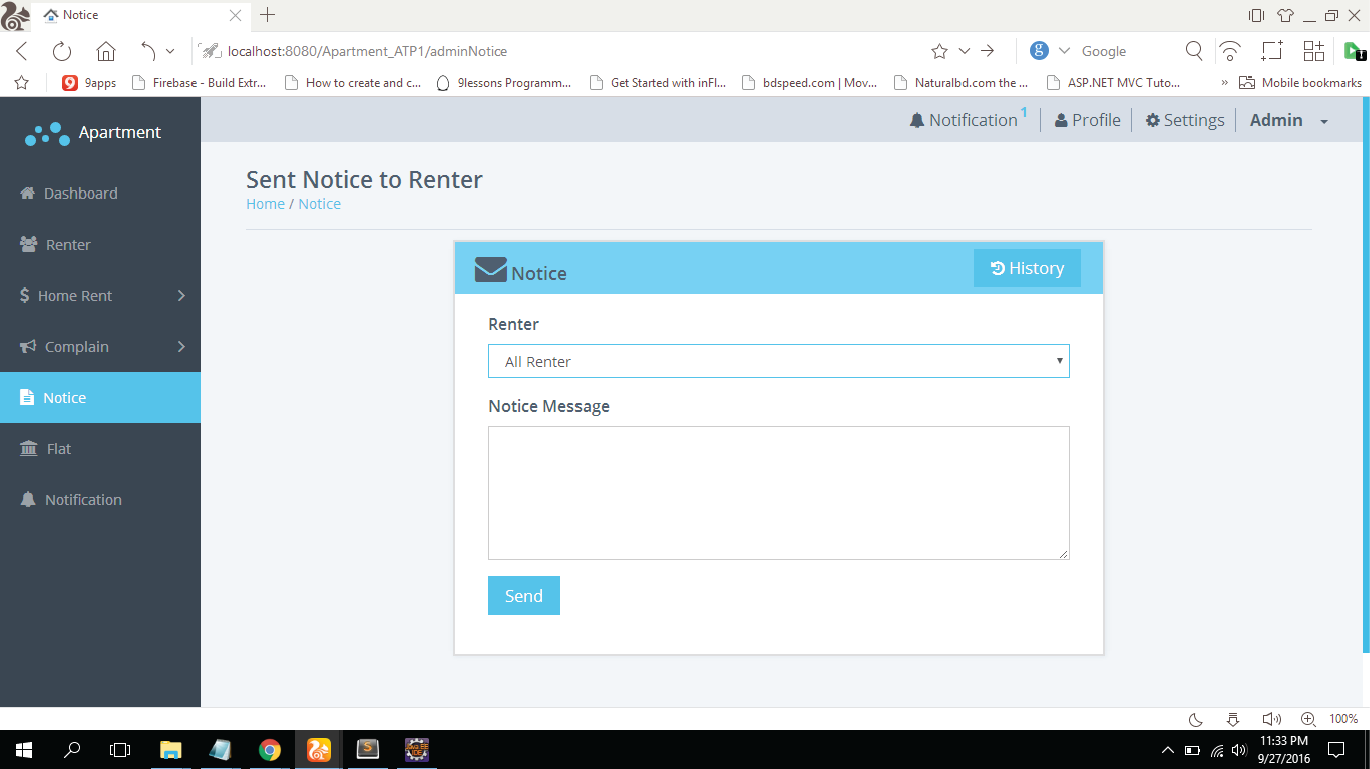 Notice
localhost:8080/Apartment_ATP1/adminNotice
g Google
T
9 9apps Firebase - Build Extr... How to create and c... 9lessons Programm... Get Started with inFl... bdspeed.com | Mov... Naturalbd.com the ... ASP.NET MVC Tuto... » Mobile bookmarks
Apartment
Notification 1 Profile Settings Admin
Dashboard
Renter
$ Home Rent
Complain
Notice
Flat
Notification
Sent Notice to Renter
Home / Notice
Notice History
Renter
All Renter
Notice Message
Send
100%
S
11:33 PM
9/27/2016